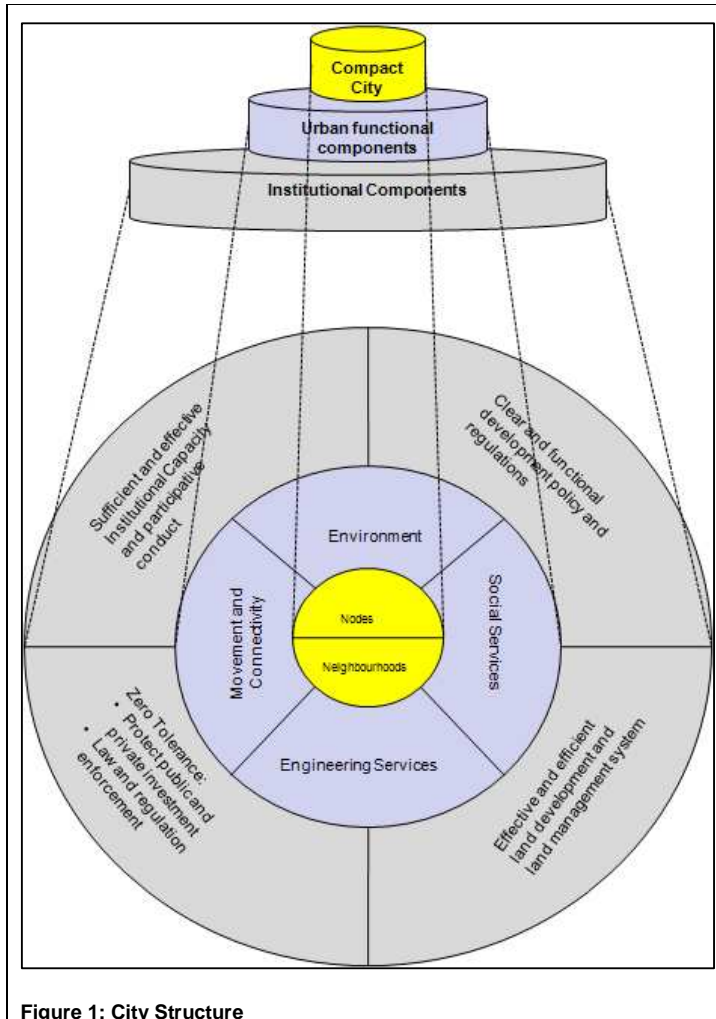 Compact
City
Urban functional
components
Institutional Components
Sufficient and effective
Institutional Capacity
and participative
conduct
Clear and functional
development policy and
regulations
Environment
Movement and
Connectivity
Social Services
Nodes
Neighbourhoods
Engineering Services
Zero Tolerance:
• Protect public and
private investment
• Law and regulation
enforcement
Effective and efficient
land development and
land management system
Figure 1: City Structure